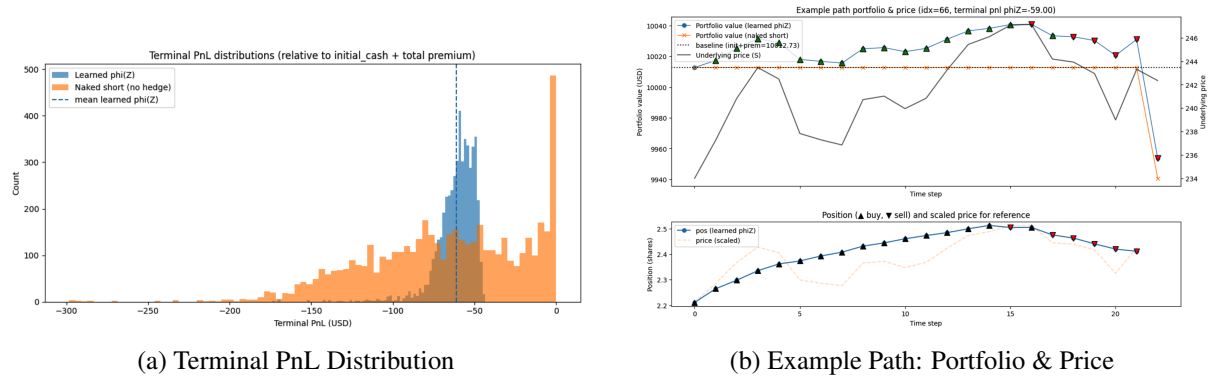 Terminal PnL distributions (relative to initial_cash + total premium)
Learned phi(Z)
Naked short (no hedge)
mean learned phi(Z)
500
400
300
200
100
0
Count
−300
−250
−200
−150
−100
−50
0
Terminal PnL (USD)
(a) Terminal PnL Distribution
Example path portfolio & price (idx=66, terminal pnl phiZ=-59.00)
Portfolio value (learned phiZ)
Portfolio value (naked short)
Underlying price (S)
10040
10020
10000
9980
9960
9940
Portfolio value (USD)
246
244
242
240
238
236
234
Underlying price
0
5
10
15
20
Time step
Position (▲ buy, ▼ sell) and scaled price for reference
pos (learned phiZ)
price (scaled)
2.5
2.4
2.3
2.2
Position (shares)
0
5
10
15
20
Time step
(b) Example Path: Portfolio & Price